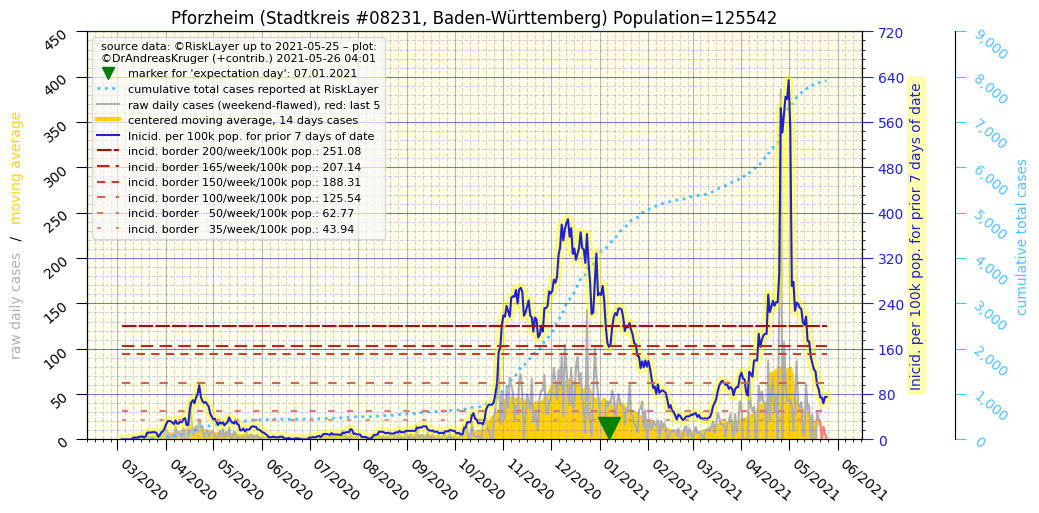 Pforzheim (Stadtkreis #08231, Baden-Württemberg) Population=125542
source data: ©RiskLayer up to 2021-05-25 – plot:
©DrAndreasKruger (+contrib.) 2021-05-26 04:01
marker for 'expectation day': 07.01.2021
cumulative total cases reported at RiskLayer
raw daily cases (weekend-flawed), red: last 5
centered moving average, 14 days cases
Inicid. per 100k pop. for prior 7 days of date
incid. border 200/week/100k pop.: 251.08
incid. border 165/week/100k pop.: 207.14
incid. border 150/week/100k pop.: 188.31
incid. border 100/week/100k pop.: 125.54
incid. border 50/week/100k pop.: 62.77
incid. border 35/week/100k pop.: 43.94
raw daily cases / moving average
450
400
350
300
250
200
150
100
50
0
03/2020
04/2020
05/2020
06/2020
07/2020
08/2020
09/2020
10/2020
11/2020
12/2020
01/2021
02/2021
03/2021
04/2021
05/2021
06/2021
720
640
560
480
400
320
240
160
80
0
Inicid. per 100k pop. for prior 7 days of date
9,000
8,000
7,000
6,000
5,000
4,000
3,000
2,000
1,000
0
cumulative total cases